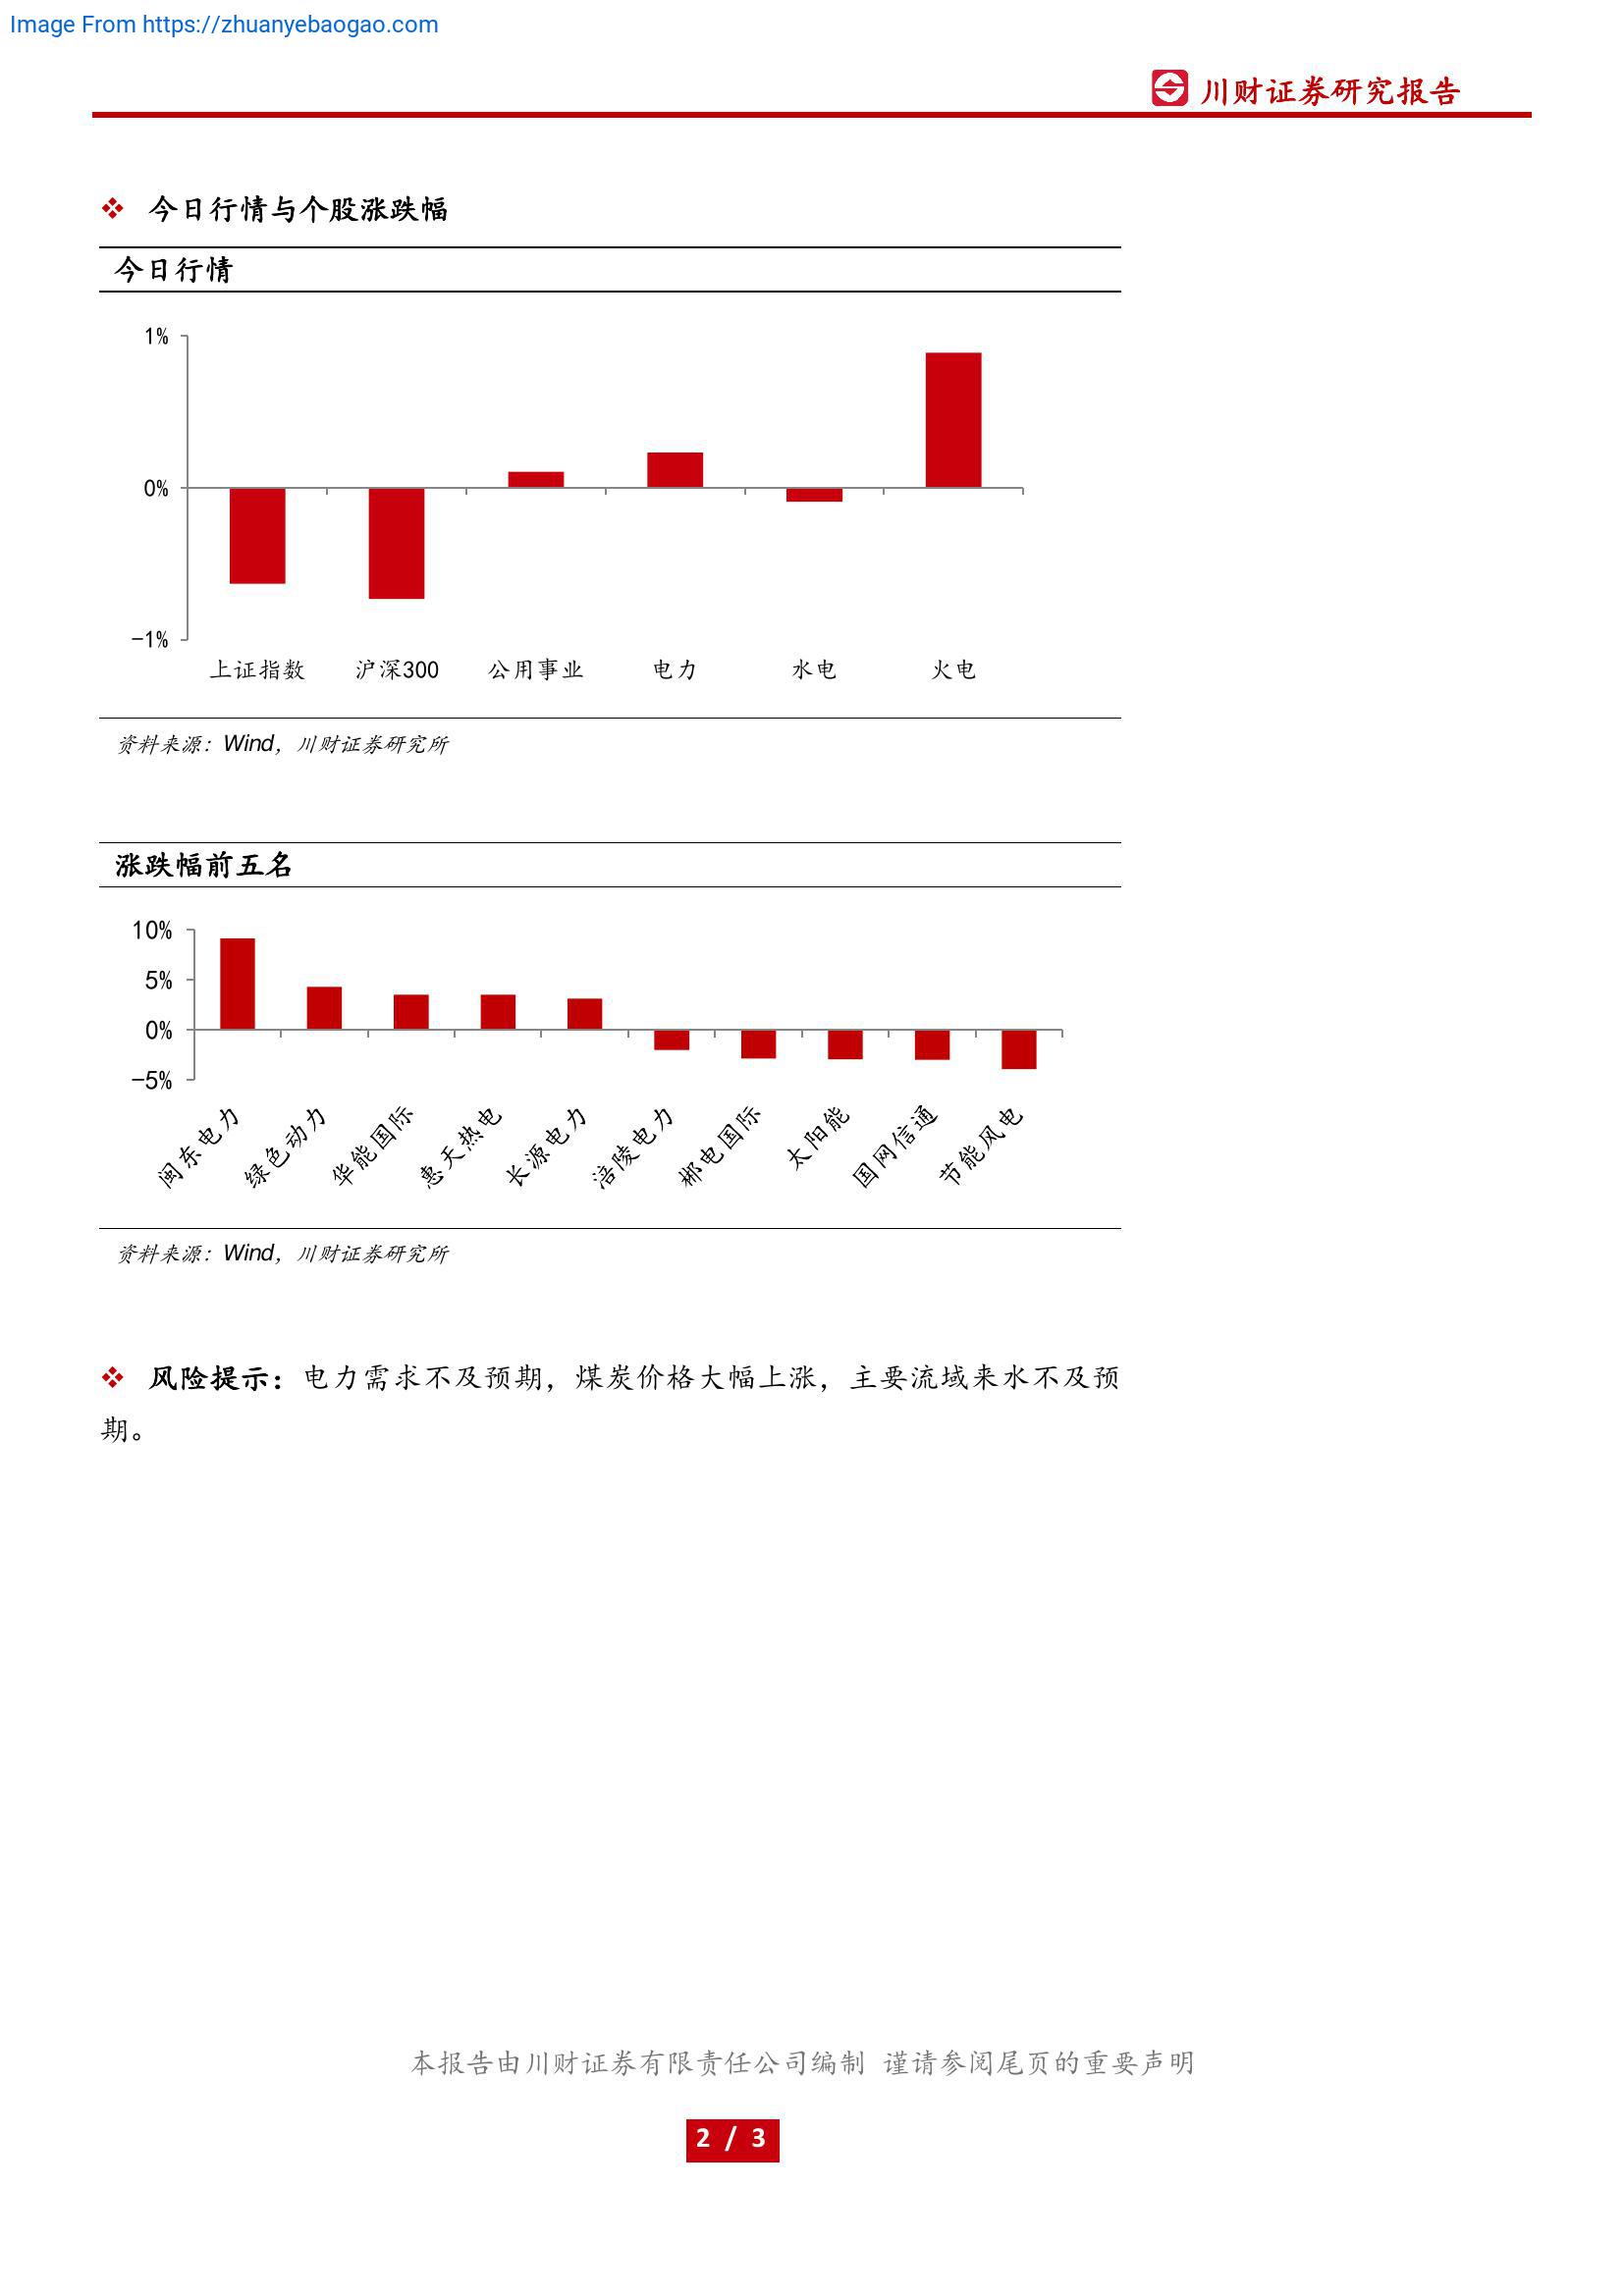 Image From https://zhuanyebaogao.com
川财证券研究报告
❖ 今日行情与个股涨跌幅
今日行情
1%
0%
-1%
上证指数 沪深300 公用事业 电力 水电 火电
资料来源：Wind，川财证券研究所
涨跌幅前五名
10%
5%
0%
-5%
闽东电力 绿色动力 华能国际 惠天热电 长源电力 涪陵电力 郴电国际 太阳能 国网信通 节能风电
资料来源：Wind，川财证券研究所
❖ 风险提示：电力需求不及预期，煤炭价格大幅上涨，主要流域来水不及预
期。
本报告由川财证券有限责任公司编制 谨请参阅尾页的重要声明
2 / 3